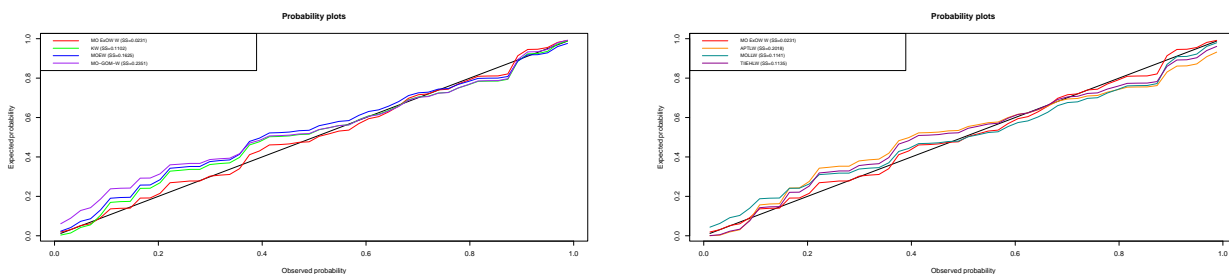 Probability plots
MO ExOW W (SS=0.0231)
KW (SS=0.1102)
MOEW (SS=0.1625)
MO−GOM−W (SS=0.2351)
Expected probability
1.0
0.8
0.6
0.4
0.2
0.0
0.0 0.2 0.4 0.6 0.8 1.0
Observed probability
Probability plots
MO ExOW W (SS=0.0231)
APTLW (SS=0.2018)
MOLLW (SS=0.1141)
TIIEHLW (SS=0.1135)
Expected probability
1.0
0.8
0.6
0.4
0.2
0.0
0.0 0.2 0.4 0.6 0.8 1.0
Observed probability